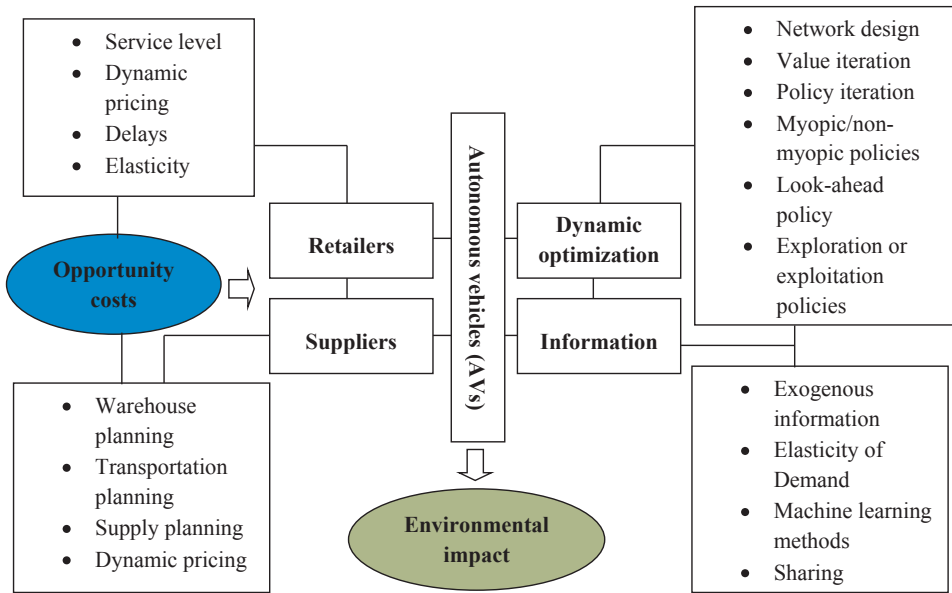 • Service level
• Dynamic
pricing
• Delays
• Elasticity
Opportunity
costs
• Warehouse
planning
• Transportation
planning
• Supply planning
• Dynamic pricing
Retailers
Suppliers
Autonomous vehicles (AVs)
Dynamic
optimization
Information
Environmental
impact
• Network design
• Value iteration
• Policy iteration
• Myopic/non-
myopic policies
• Look-ahead
policy
• Exploration or
exploitation
policies
• Exogenous
information
• Elasticity of
Demand
• Machine learning
methods
• Sharing